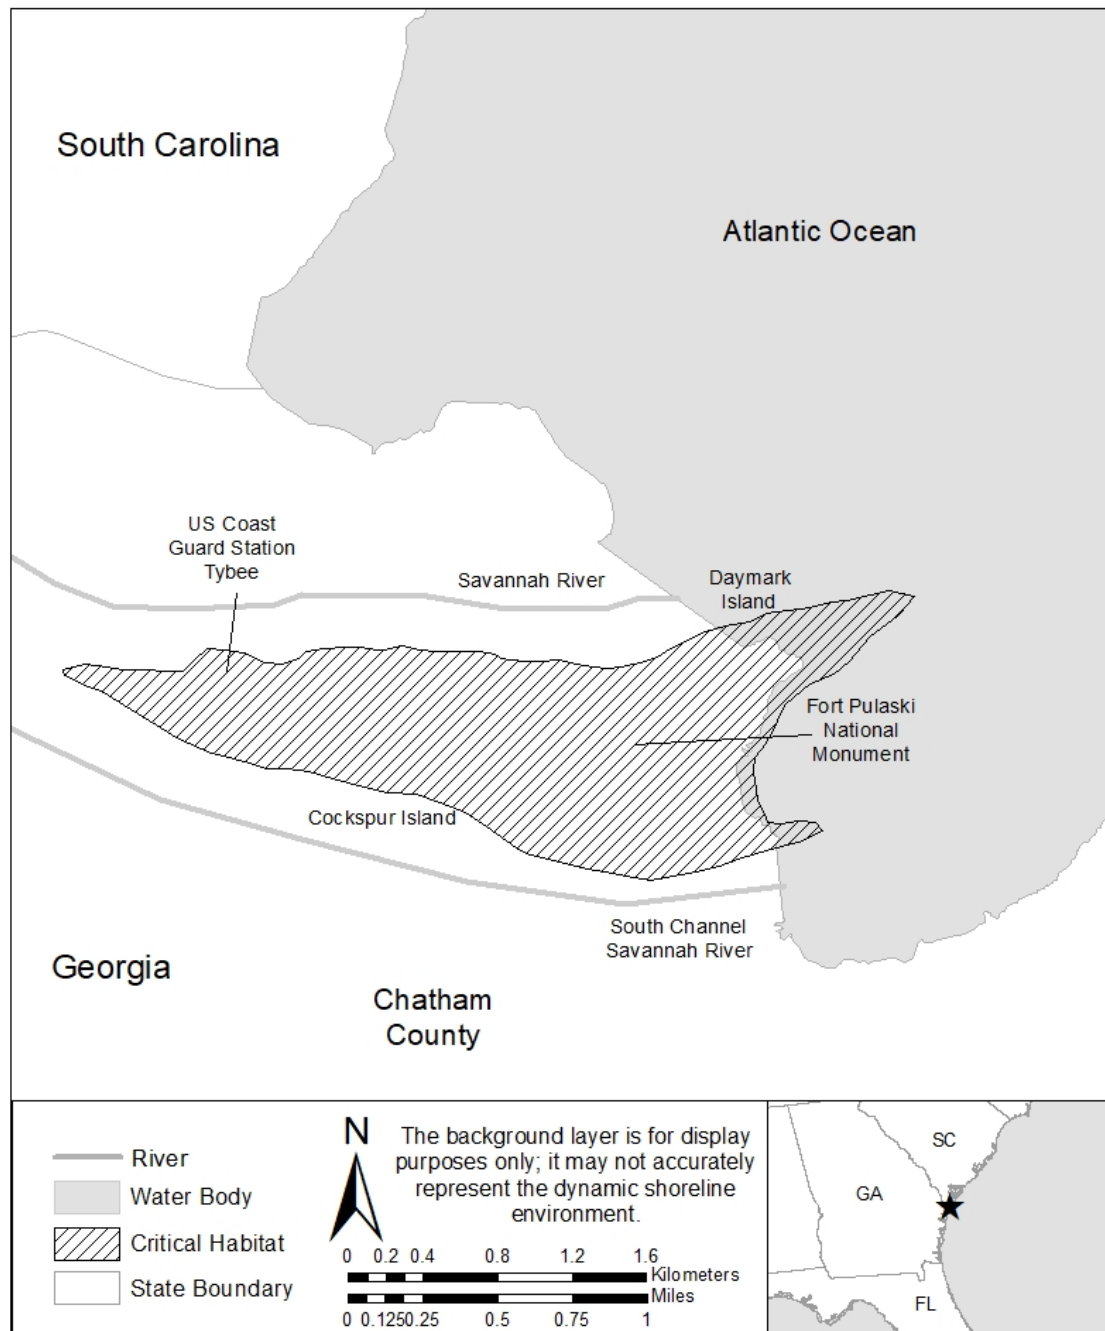 South Carolina
Atlantic Ocean
US Coast
Guard Station
Tybee
Savannah River
Daymark
Island
Fort Pulaski
National
Monument
Cockspur Island
South Channel
Savannah River
Georgia
Chatham
County
River
Water Body
Critical Habitat
State Boundary
N
The background layer is for display
purposes only; it may not accurately
represent the dynamic shoreline
environment.
0 0.2 0.4 0.8 1.2 1.6
Kilometers
Miles
0 0.1250.25 0.5 0.75 1
SC
GA
FL